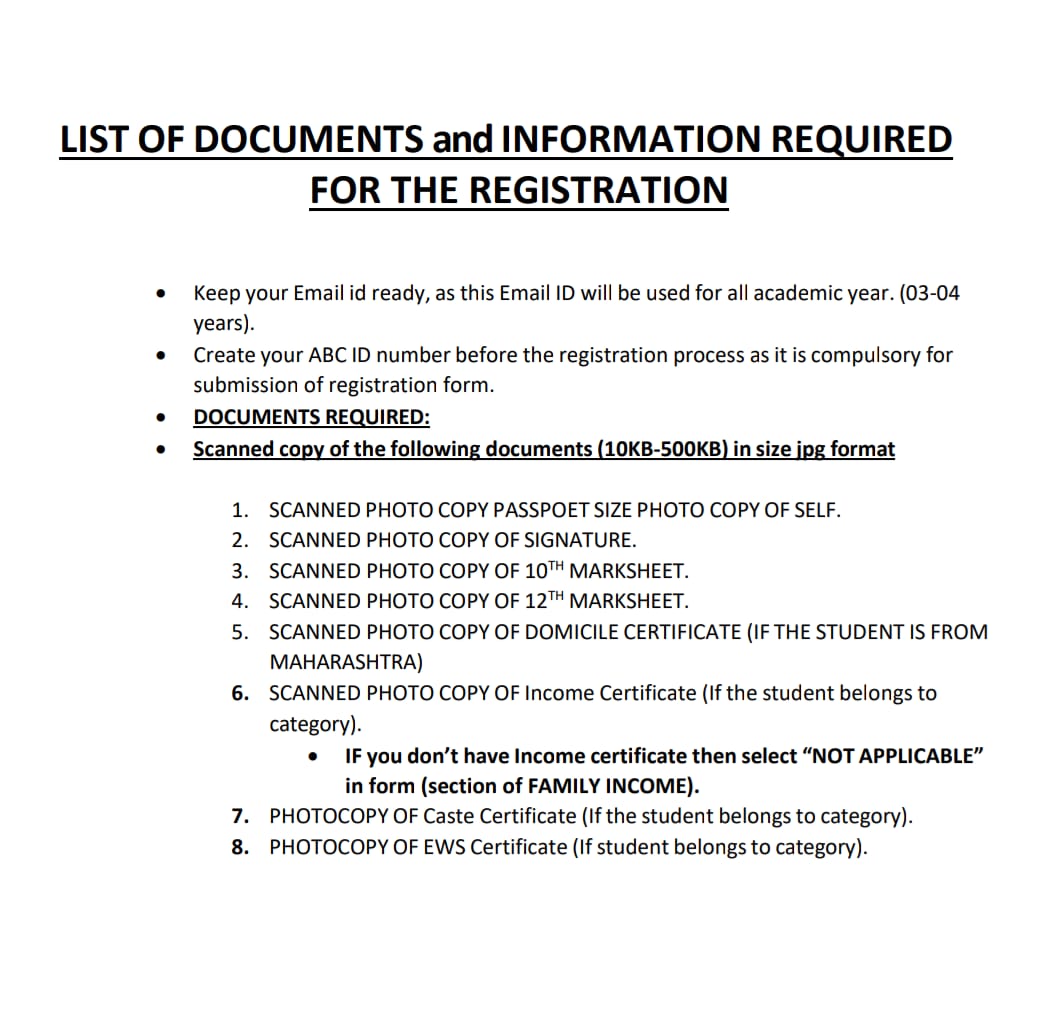 LIST OF DOCUMENTS and INFORMATION REQUIRED
FOR THE REGISTRATION
• Keep your Email id ready, as this Email ID will be used for all academic year. (03-04
years).
• Create your ABC ID number before the registration process as it is compulsory for
submission of registration form.
• DOCUMENTS REQUIRED:
• Scanned copy of the following documents (10KB-500KB) in size jpg format
1. SCANNED PHOTO COPY PASSPOET SIZE PHOTO COPY OF SELF.
2. SCANNED PHOTO COPY OF SIGNATURE.
3. SCANNED PHOTO COPY OF 10TH MARKSHEET.
4. SCANNED PHOTO COPY OF 12TH MARKSHEET.
5. SCANNED PHOTO COPY OF DOMICILE CERTIFICATE (IF THE STUDENT IS FROM
MAHARASHTRA)
6. SCANNED PHOTO COPY OF Income Certificate (If the student belongs to
category).
• IF you don’t have Income certificate then select “NOT APPLICABLE”
in form (section of FAMILY INCOME).
7. PHOTOCOPY OF Caste Certificate (If the student belongs to category).
8. PHOTOCOPY OF EWS Certificate (If student belongs to category).